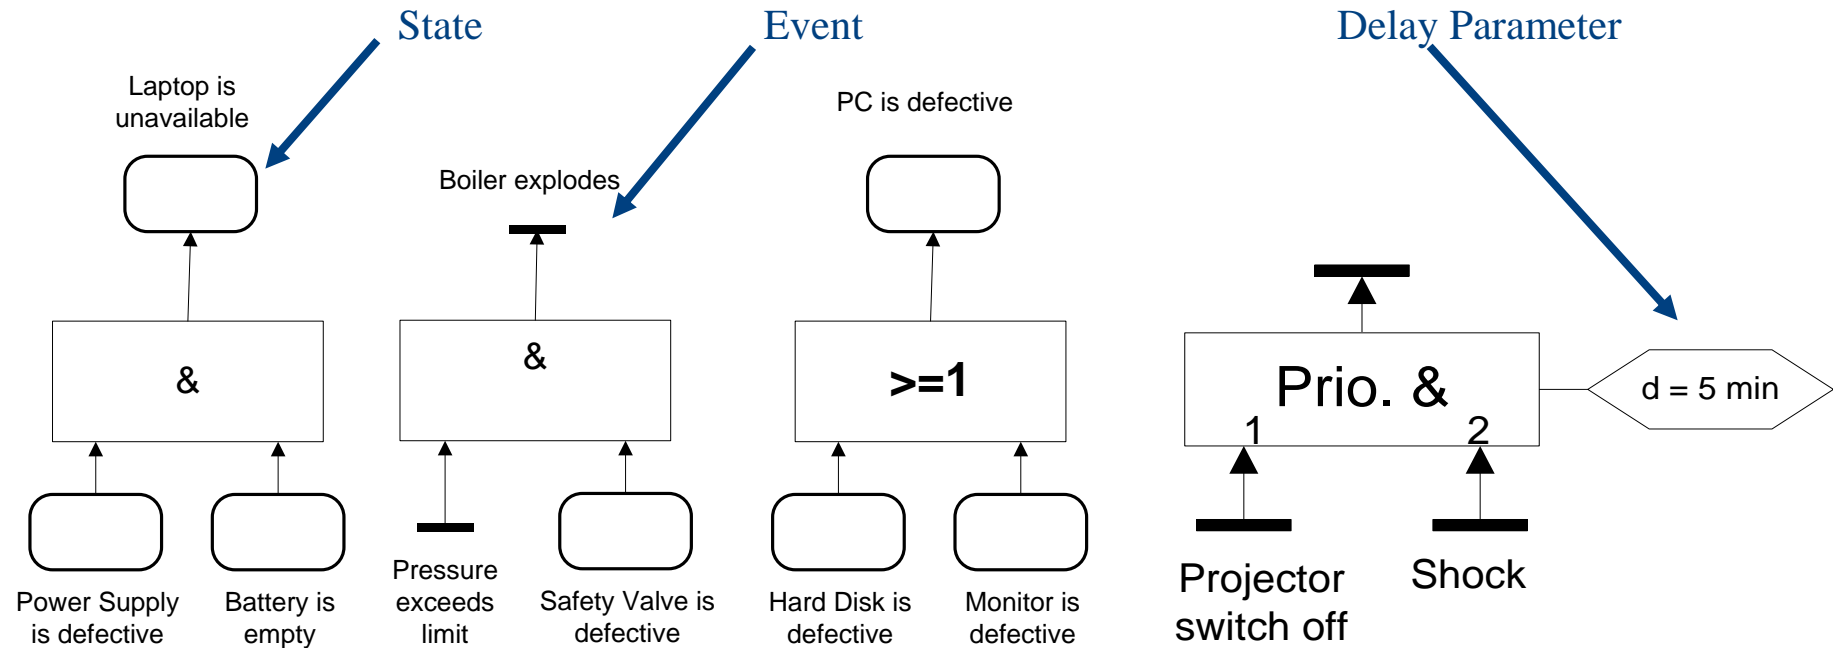 State
Event
Delay Parameter
Laptop is
unavailable
Boiler explodes
PC is defective
&
&
>=1
Prio. &
1
2
d = 5 min
Power Supply
is defective
Battery is
empty
Pressure
exceeds
limit
Safety Valve is
defective
Hard Disk is
defective
Monitor is
defective
Projector
switch off
Shock